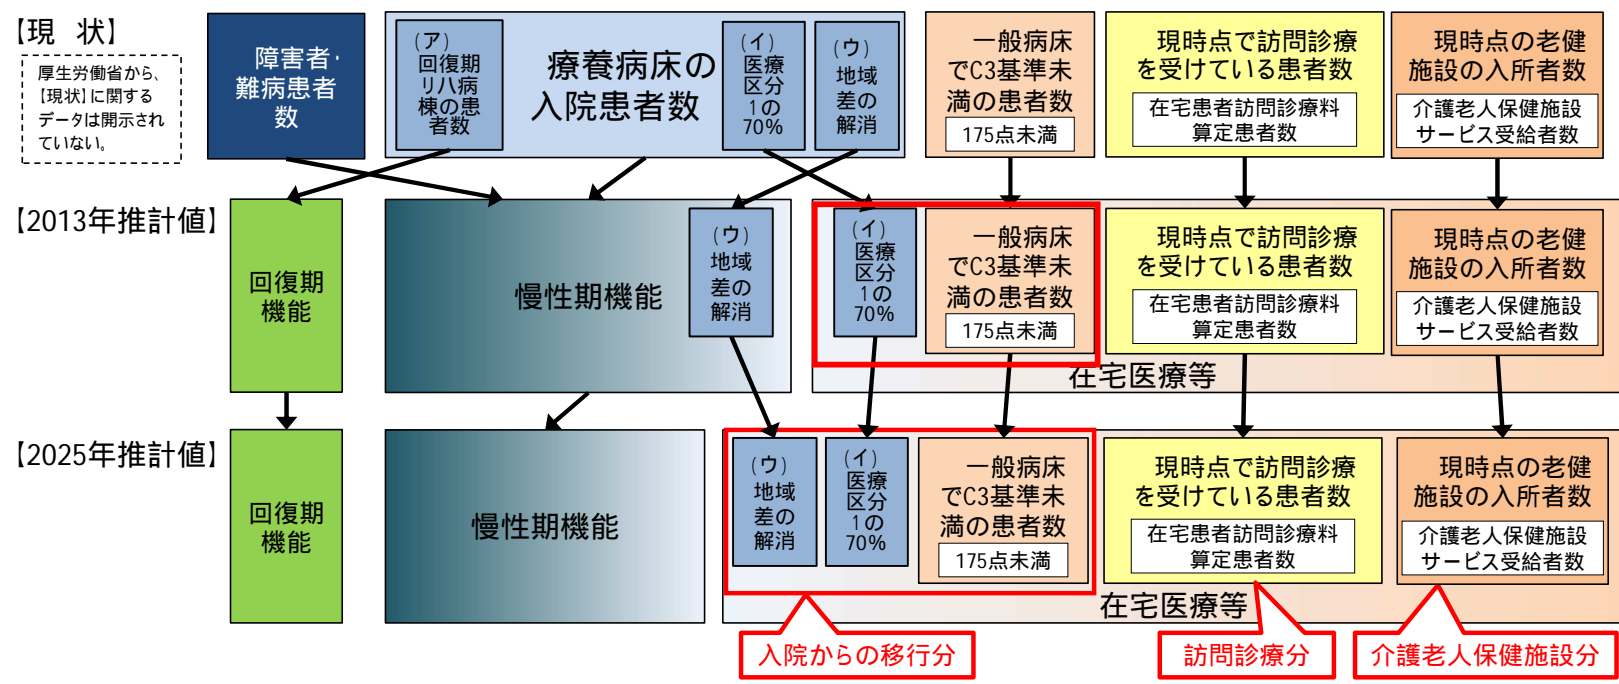 【現 状】
厚生労働省から、
【現状】に関する
データは開示され
ていない。
障害者・
難病患者
数
(ア)
回復期
リハ病
棟の患
者数
療養病床の
入院患者数
(イ)
医療
区分
1の
70%
(ウ)
地域
差の
解消
一般病床
でC3基準未
満の患者数
175点未満
現時点で訪問診療
を受けている患者数
在宅患者訪問診療料
算定患者数
現時点の老健
施設の入所者数
介護老人保健施設
サービス受給者数
【2013年推計値】
回復期
機能
慢性期機能
(ウ)
地域
差の
解消
(イ)
医療
区分
1の
70%
一般病床
でC3基準未
満の患者数
175点未満
現時点で訪問診療
を受けている患者数
在宅患者訪問診療料
算定患者数
現時点の老健
施設の入所者数
介護老人保健施設
サービス受給者数
在宅医療等
【2025年推計値】
回復期
機能
慢性期機能
(ウ)
地域
差の
解消
(イ)
医療
区分
1の
70%
一般病床
でC3基準未
満の患者数
175点未満
現時点で訪問診療
を受けている患者数
在宅患者訪問診療料
算定患者数
現時点の老健
施設の入所者数
介護老人保健施設
サービス受給者数
在宅医療等
入院からの移行分
訪問診療分
介護老人保健施設分